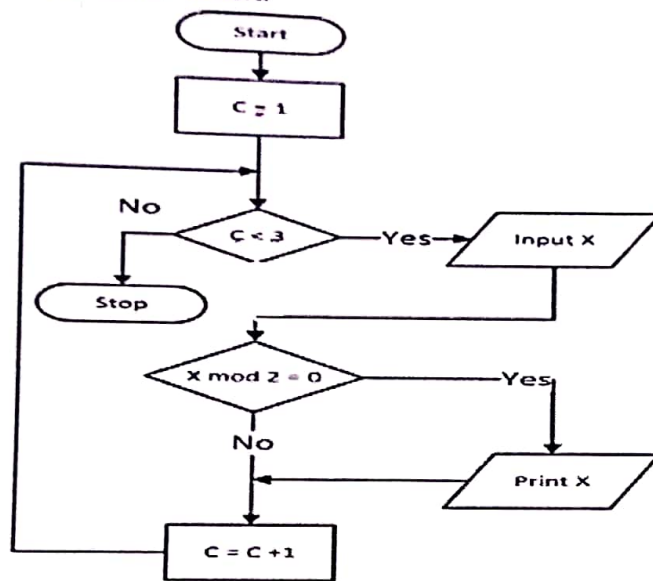 Start
C = 1
No
C < 3
Yes
Input X
Stop
X mod 2 = 0
Yes
No
Print X
C = C +1